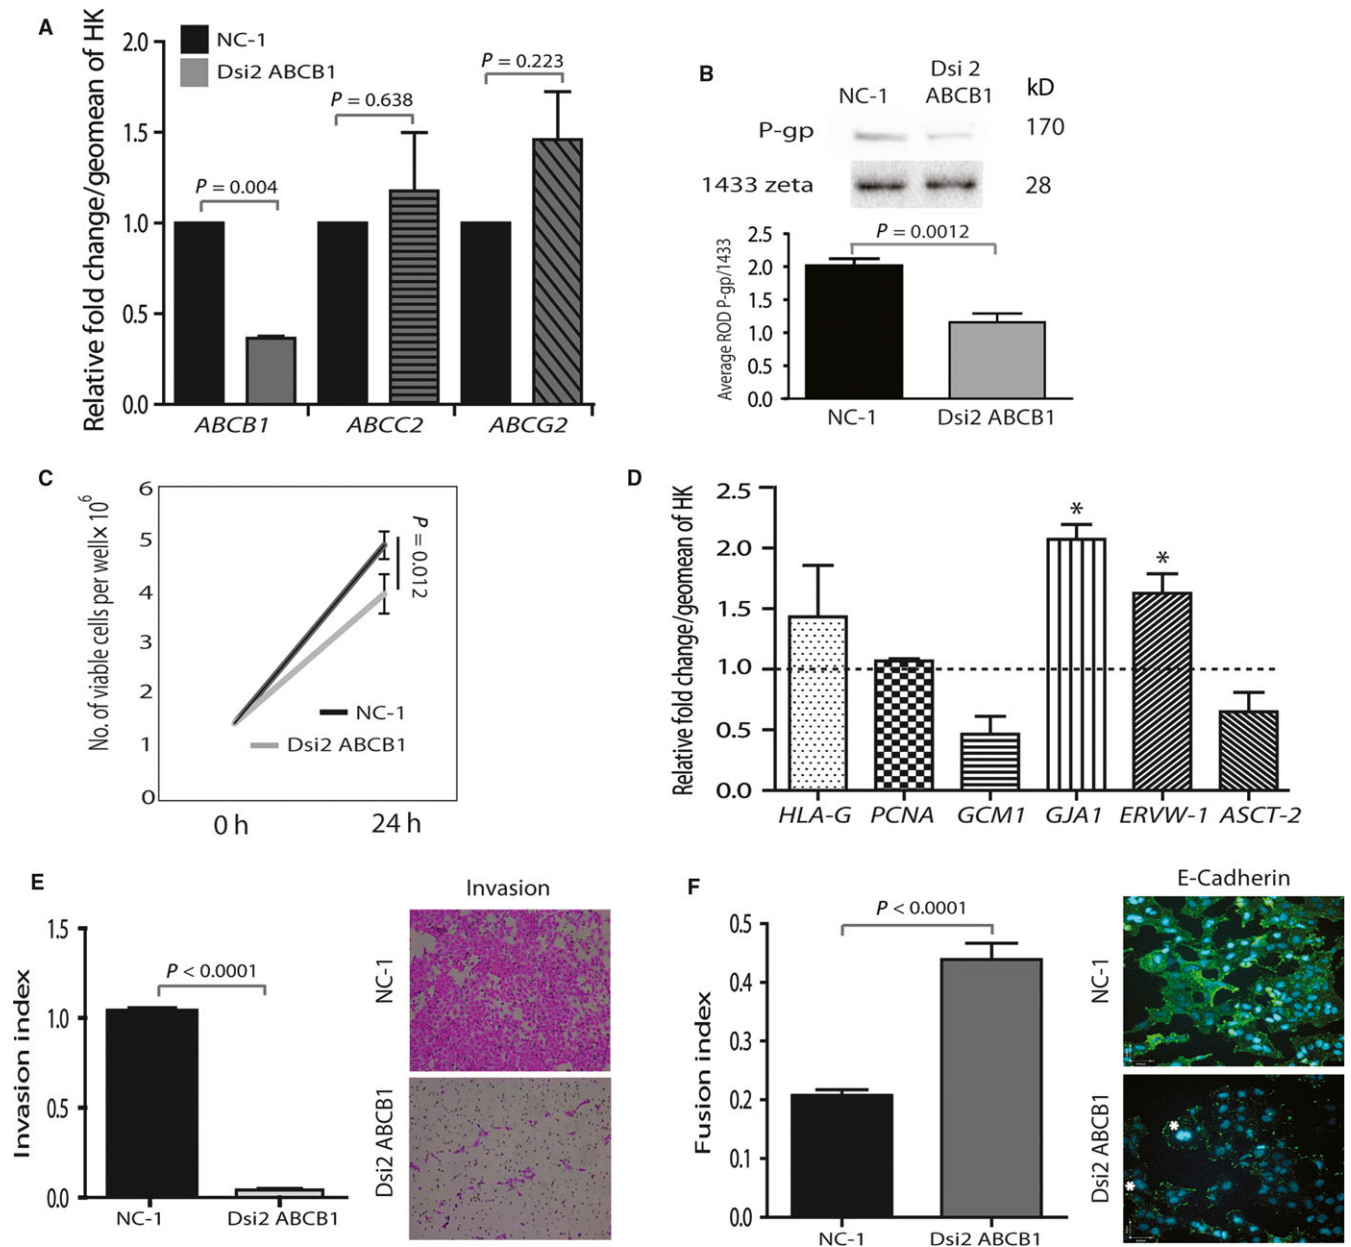 A
Relative fold change/geomean of HK
NC-1
Dsi2 ABCB1
2.0
1.5
1.0
0.5
0.0
P = 0.004
P = 0.638
P = 0.223
ABCB1
ABCC2
ABCG2
B
NC-1
Dsi 2
ABCB1
kD
P-gp
170
1433 zeta
28
Average ROD P-gp/1433
2.5
2.0
1.5
1.0
0.5
0.0
P = 0.0012
NC-1
Dsi2 ABCB1
C
No. of viable cells per well× 10⁶
6
5
4
3
2
1
0
P = 0.012
NC-1
Dsi2 ABCB1
0 h
24 h
D
Relative fold change/geomean of HK
2.5
2.0
1.5
1.0
0.5
0.0
*
*
HLA-G
PCNA
GCM1
GJA1
ERVW-1
ASCT-2
E
Invasion index
1.5
1.0
0.5
0.0
P < 0.0001
NC-1
Dsi2 ABCB1
Invasion
NC-1
Dsi2 ABCB1
F
Fusion index
0.5
0.4
0.3
0.2
0.1
0.0
P < 0.0001
NC-1
Dsi2 ABCB1
E-Cadherin
NC-1
Dsi2 ABCB1
*
*